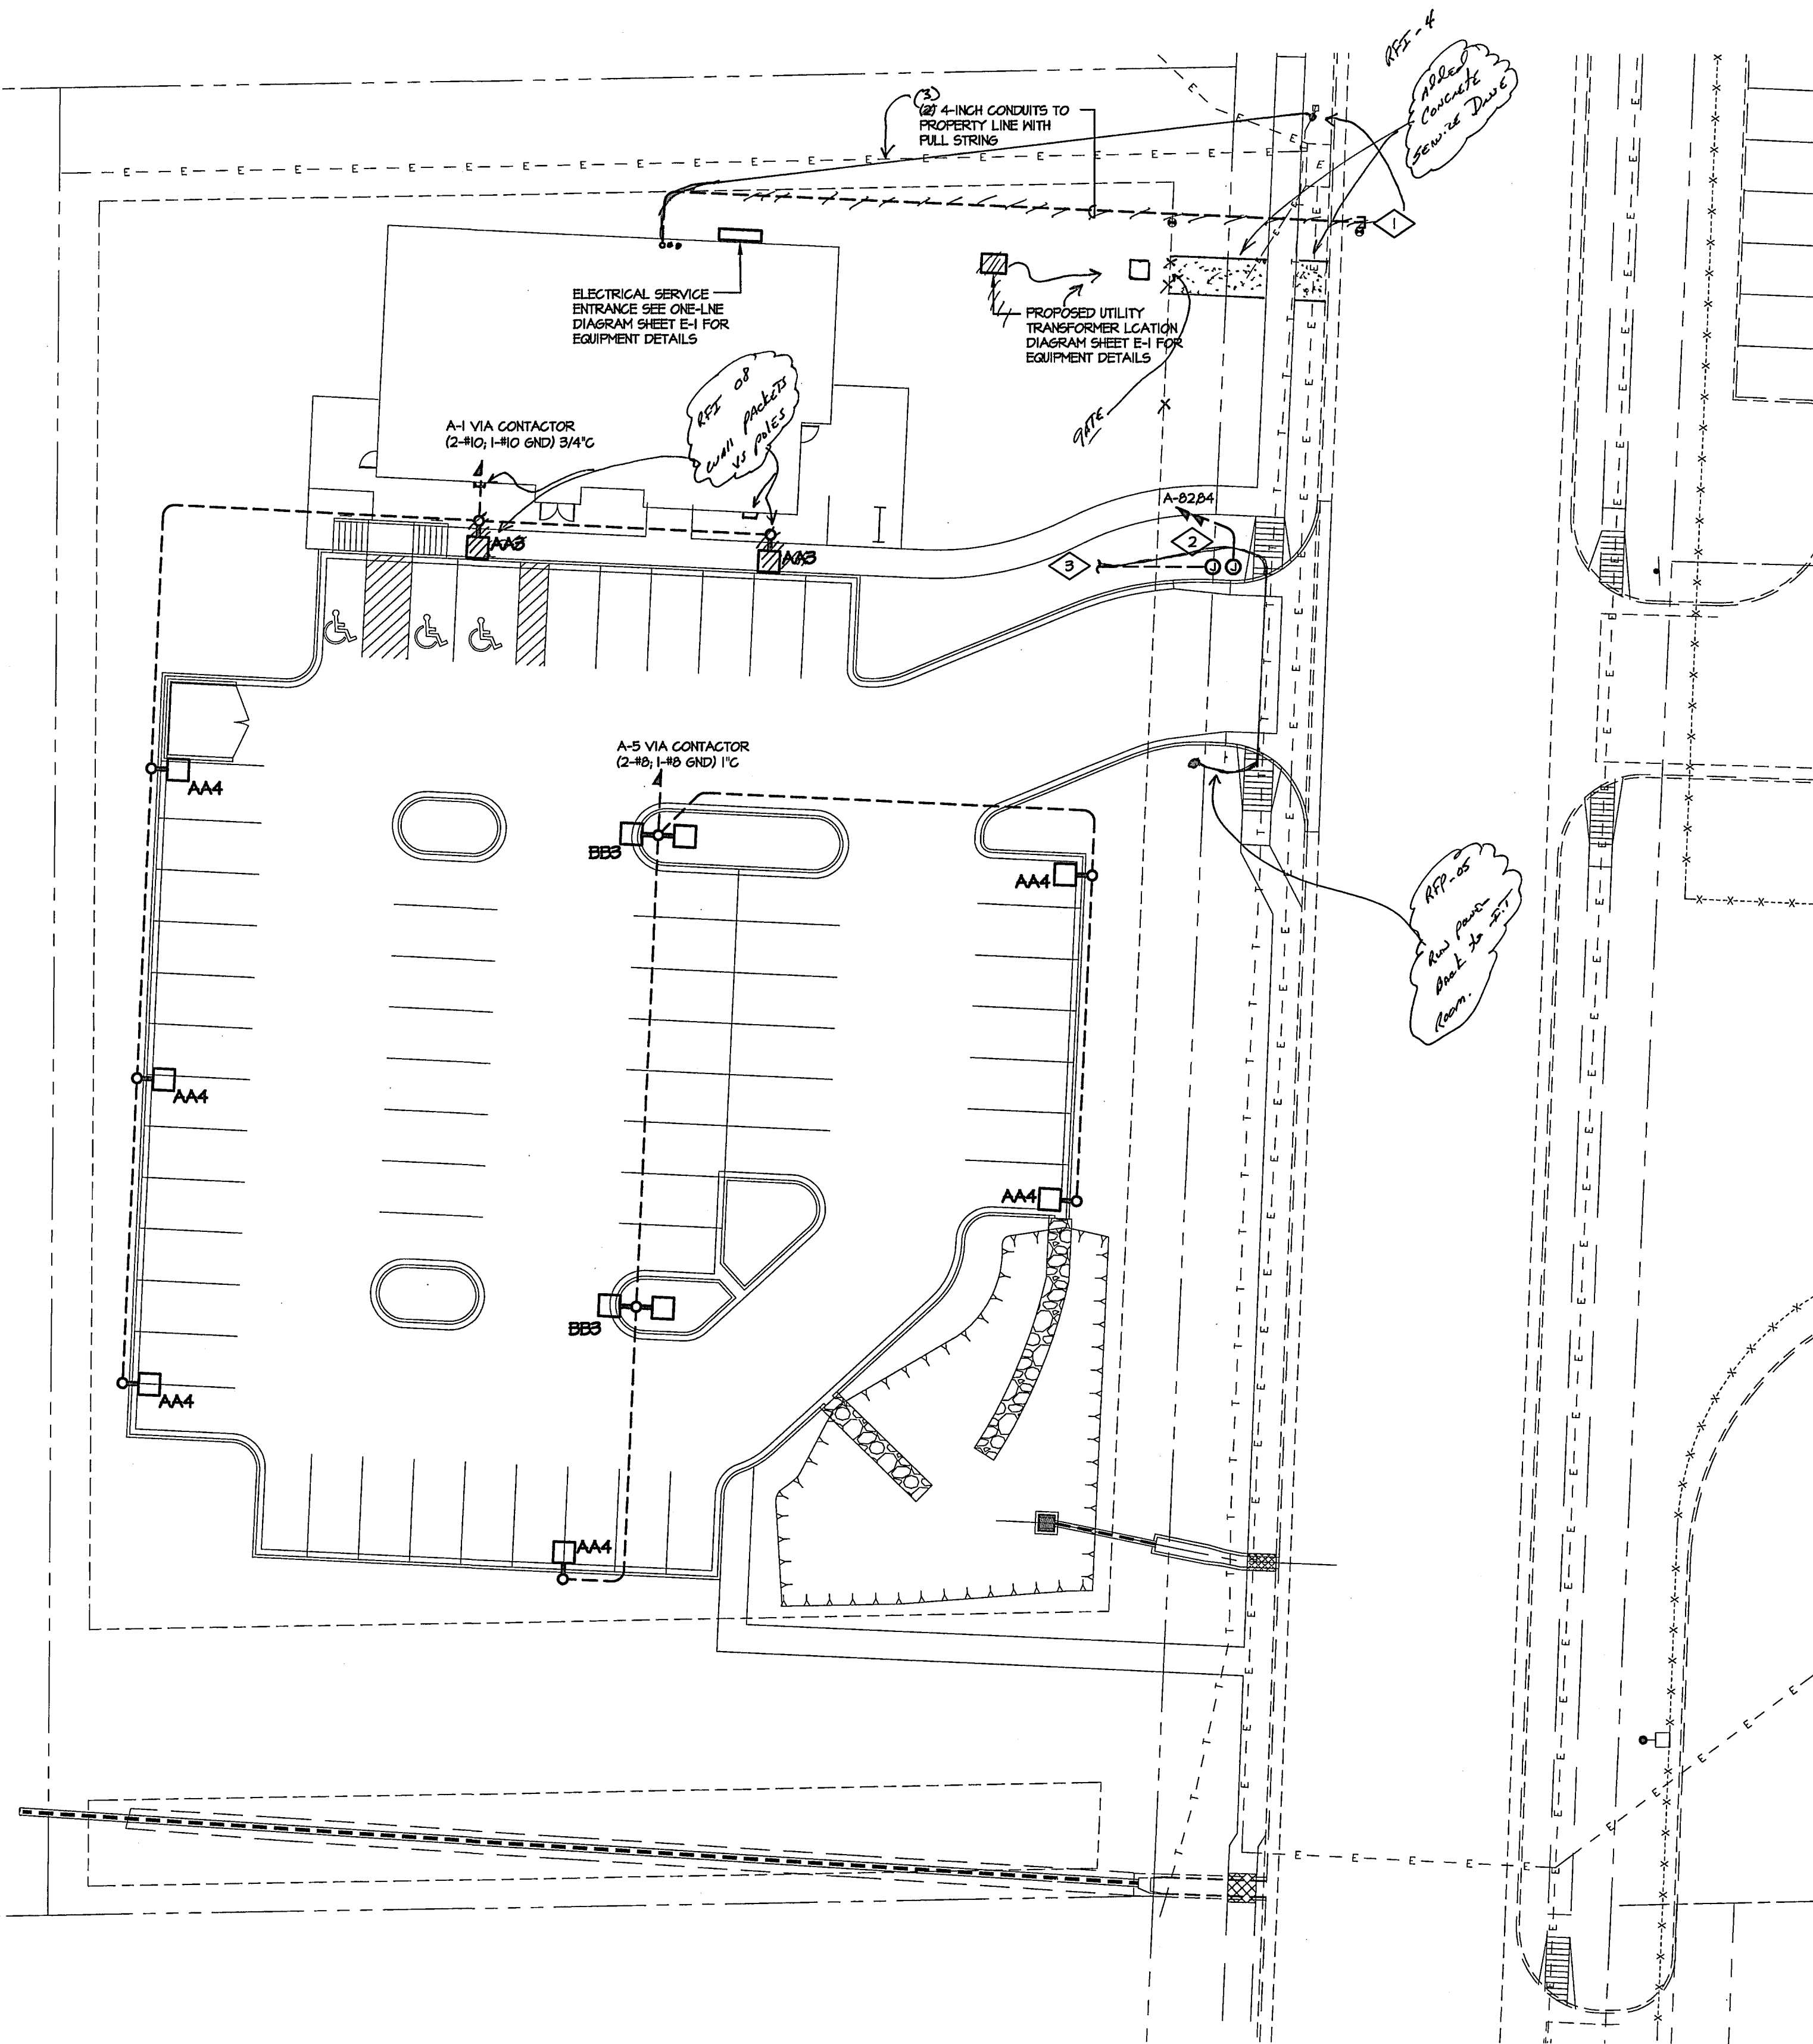 RFI-4
Added
Concrete
Service Drive
(3)
(2) 4-INCH CONDUITS TO
PROPERTY LINE WITH
PULL STRING
1
ELECTRICAL SERVICE
ENTRANCE SEE ONE-LNE
DIAGRAM SHEET E-1 FOR
EQUIPMENT DETAILS
PROPOSED UTILITY
TRANSFORMER LCATION
DIAGRAM SHEET E-1 FOR
EQUIPMENT DETAILS
GATE
RFI 08
wall packets
vs poles
A-1 VIA CONTACTOR
(2-#10; 1-#10 GND) 3/4"C
AA3
AA3
A-82,84
2
3
A-5 VIA CONTACTOR
(2-#8; 1-#8 GND) 1"C
AA4
BB3
AA4
RFP-05
Run power
Back to I.T
Room.
AA4
AA4
BB3
AA4
AA4
E
T